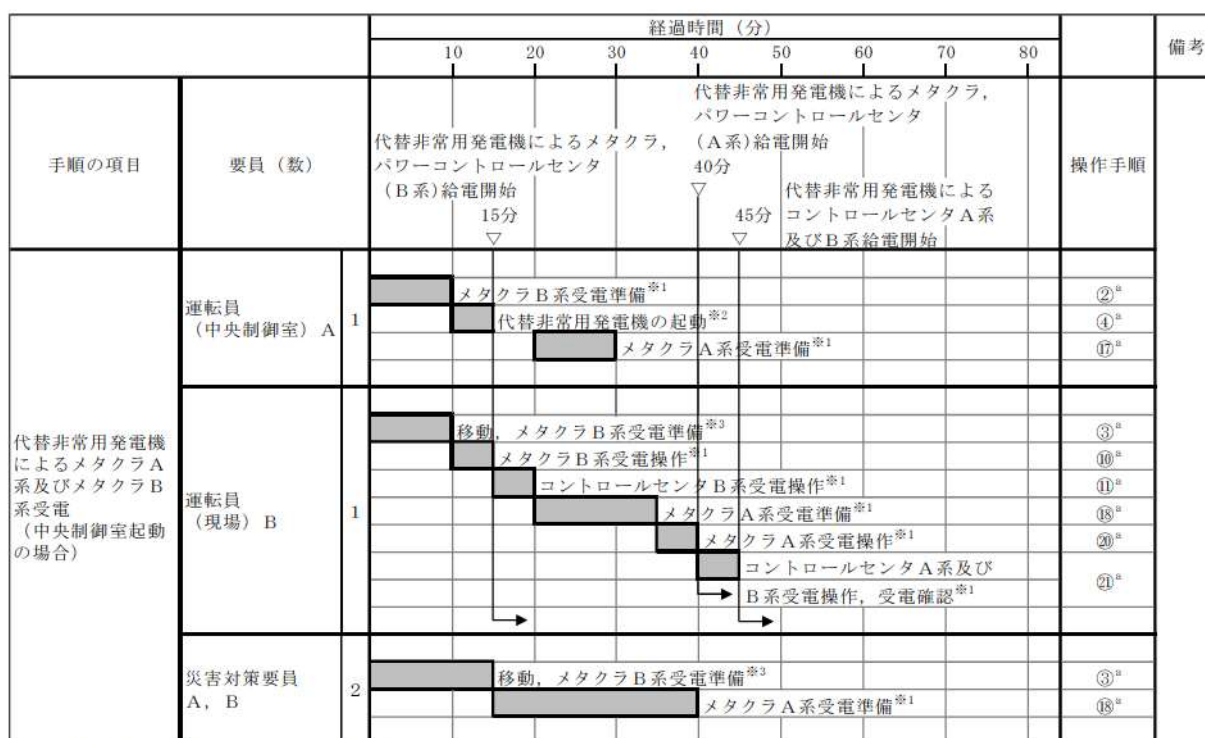 経過時間（分）
備考
10 20 30 40 50 60 70 80
手順の項目
要員（数）
操作手順
代替非常用発電機によるメタクラ，
パワーコントロールセンタ
（B系）給電開始
15分
▽
代替非常用発電機によるメタクラ，
パワーコントロールセンタ
（A系）給電開始
40分
▽
45分
▽
代替非常用発電機による
コントロールセンタA系
及びB系給電開始
代替非常用発電機
によるメタクラA
系及びメタクラB
系受電
（中央制御室起動
の場合）
運転員
（中央制御室）A
1
メタクラB系受電準備※1
②a
代替非常用発電機の起動※2
④a
メタクラA系受電準備※1
⑰a
運転員
（現場）B
1
移動，メタクラB系受電準備※3
③a
メタクラB系受電操作※1
⑩a
コントロールセンタB系受電操作※1
⑪a
メタクラA系受電準備※1
⑱a
メタクラA系受電操作※1
⑳a
コントロールセンタA系及び
B系受電操作，受電確認※1
㉑a
災害対策要員
A，B
2
移動，メタクラB系受電準備※3
③a
メタクラA系受電準備※1
⑱a